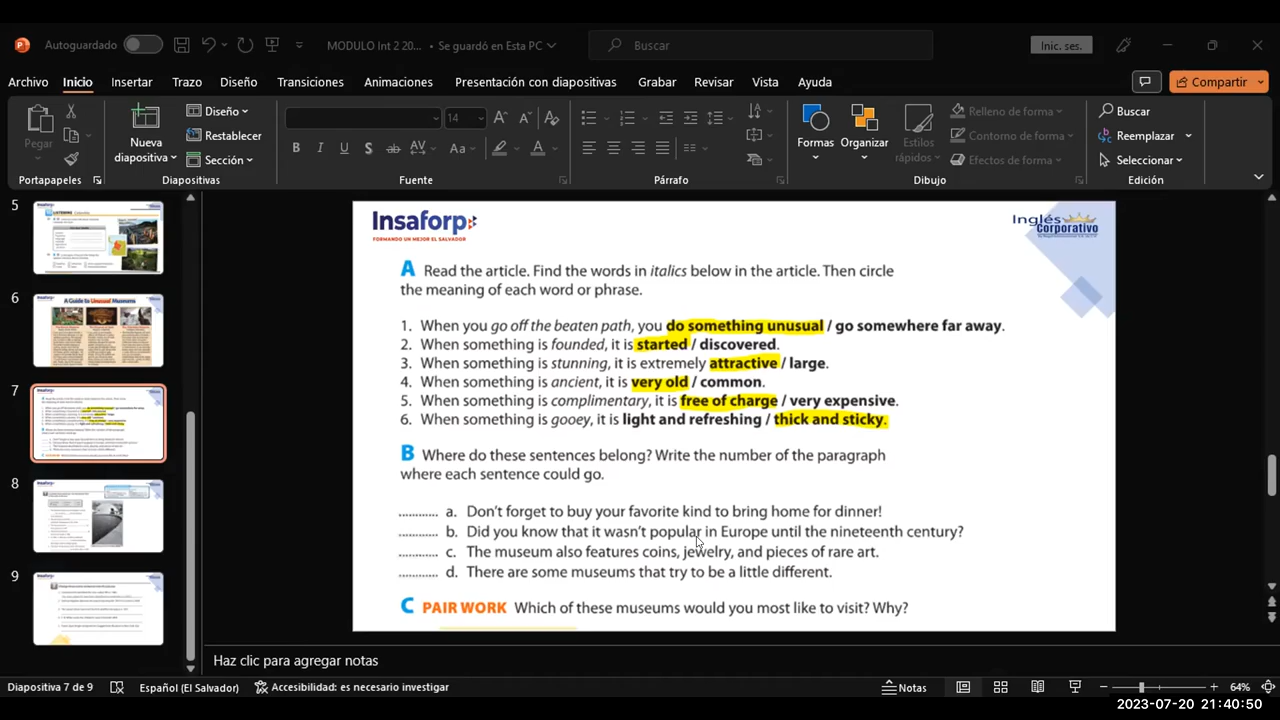 Autoguardado
MODULO Int 2 20... • Se guardó en Esta PC
Buscar
Inic. ses.
Archivo Inicio Insertar Trazo Diseño Transiciones Animaciones Presentación con diapositivas Grabar Revisar Vista Ayuda
Compartir
Pegar
Nueva diapositiva
Diseño
Restablecer
Sección
14
N K S S ab AV Aa A
Formas
Organizar
Estilos rápidos
Relleno de forma
Contorno de forma
Efectos de forma
Buscar
Reemplazar
Seleccionar
Portapapeles Diapositivas Fuente Párrafo Dibujo Edición
5
6
A Guide to Unusual Museums
7
8
9
Insaforp
FORMANDO UN MEJOR EL SALVADOR
Inglés
Corporativo
A Read the article. Find the words in italics below in the article. Then circle
the meaning of each word or phrase.
1. When you go off the path, you do something unusual / go somewhere far away.
2. When something is founded, it is started / discovered.
3. When something is stunning, it is extremely attractive / large.
4. When something is ancient, it is very old / common.
5. When something is complimentary, it is free of charge / very expensive.
6. When something is gooey, it is light and refreshing / thick and sticky.
B Where do these sentences belong? Write the number of the paragraph
where each sentence could go.
............ a. Don't forget to buy your favorite kind to bring home for dinner!
............ b. Did you know that it wasn't popular in Europe till the nineteenth century?
............ c. The museum also features coins, jewelry, and pieces of rare art.
............ d. There are some museums that try to be a little different.
C PAIR WORK Which of these museums would you most like to visit? Why?
Haz clic para agregar notas
Diapositiva 7 de 9
Español (El Salvador)
Accesibilidad: es necesario investigar
Notas
64%
2023-07-20 21:40:50